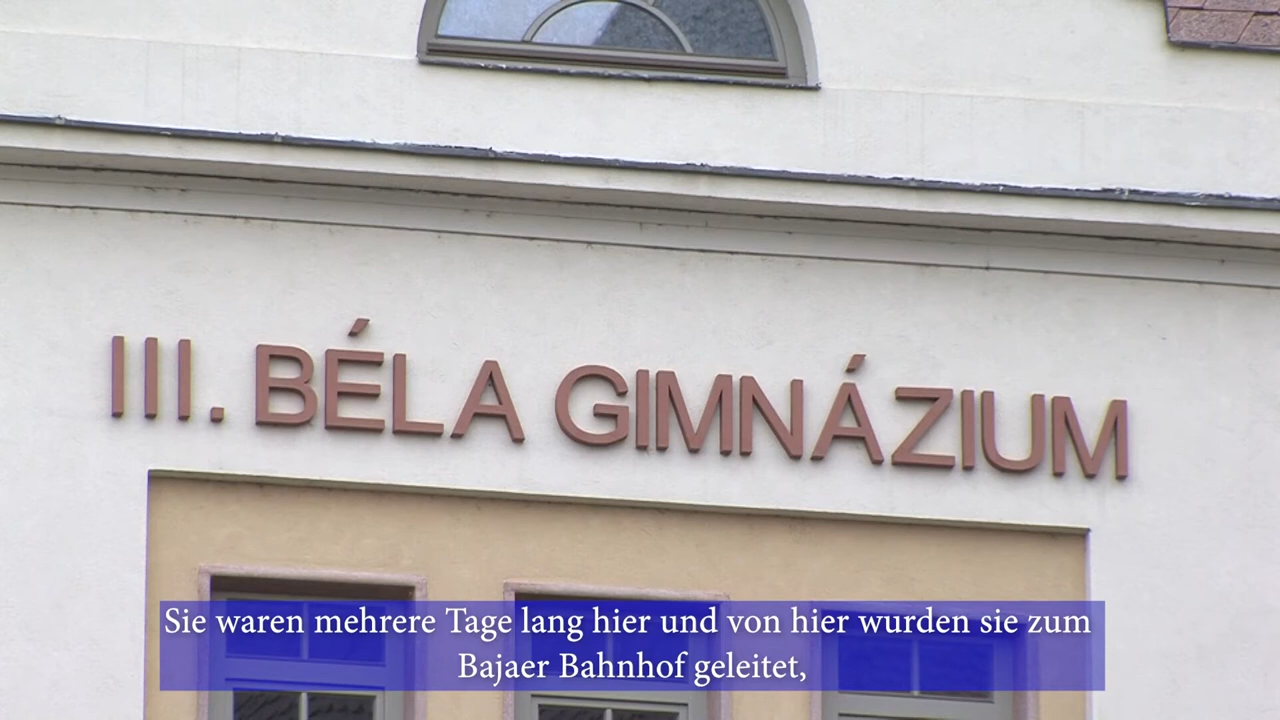 III. BÉLA GIMNÁZIUM
Sie waren mehrere Tage lang hier und von hier wurden sie zum
Bajaer Bahnhof geleitet,